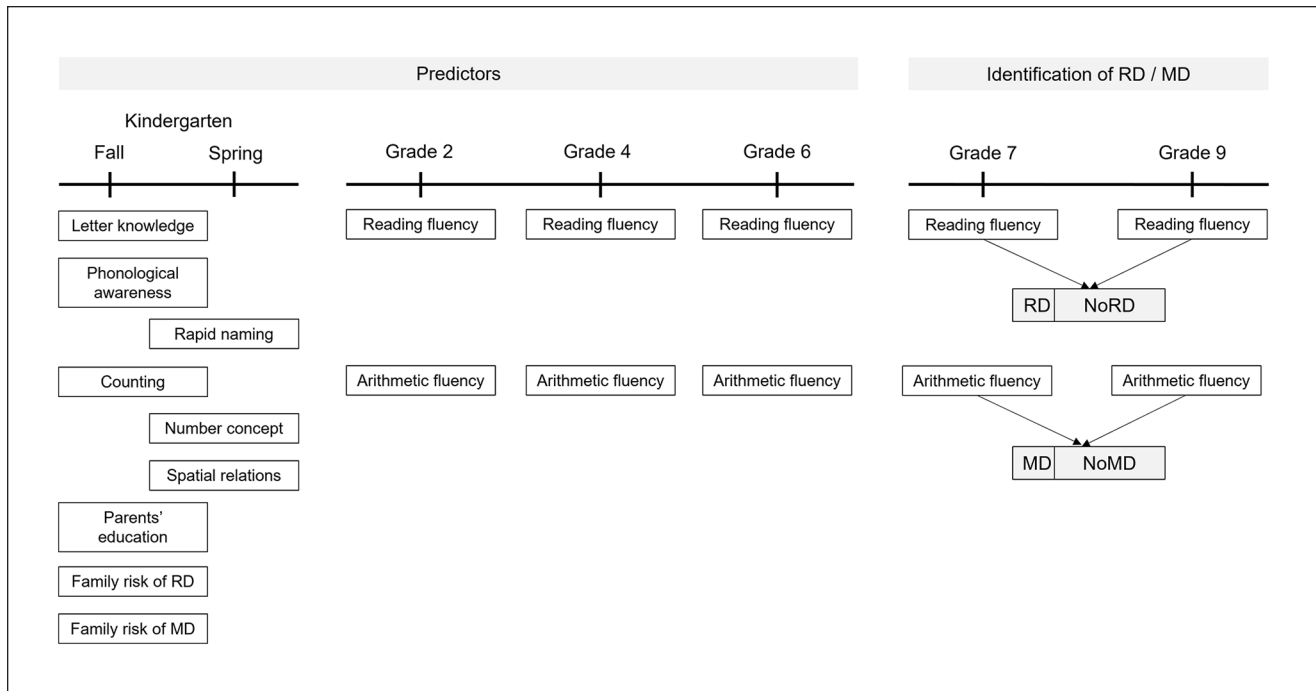 Predictors
Identification of RD / MD
Kindergarten
Fall
Spring
Grade 2
Grade 4
Grade 6
Grade 7
Grade 9
Letter knowledge
Reading fluency
Reading fluency
Reading fluency
Reading fluency
Reading fluency
Phonological
awareness
RD
NoRD
Rapid naming
Counting
Arithmetic fluency
Arithmetic fluency
Arithmetic fluency
Arithmetic fluency
Arithmetic fluency
Number concept
MD
NoMD
Spatial relations
Parents’
education
Family risk of RD
Family risk of MD